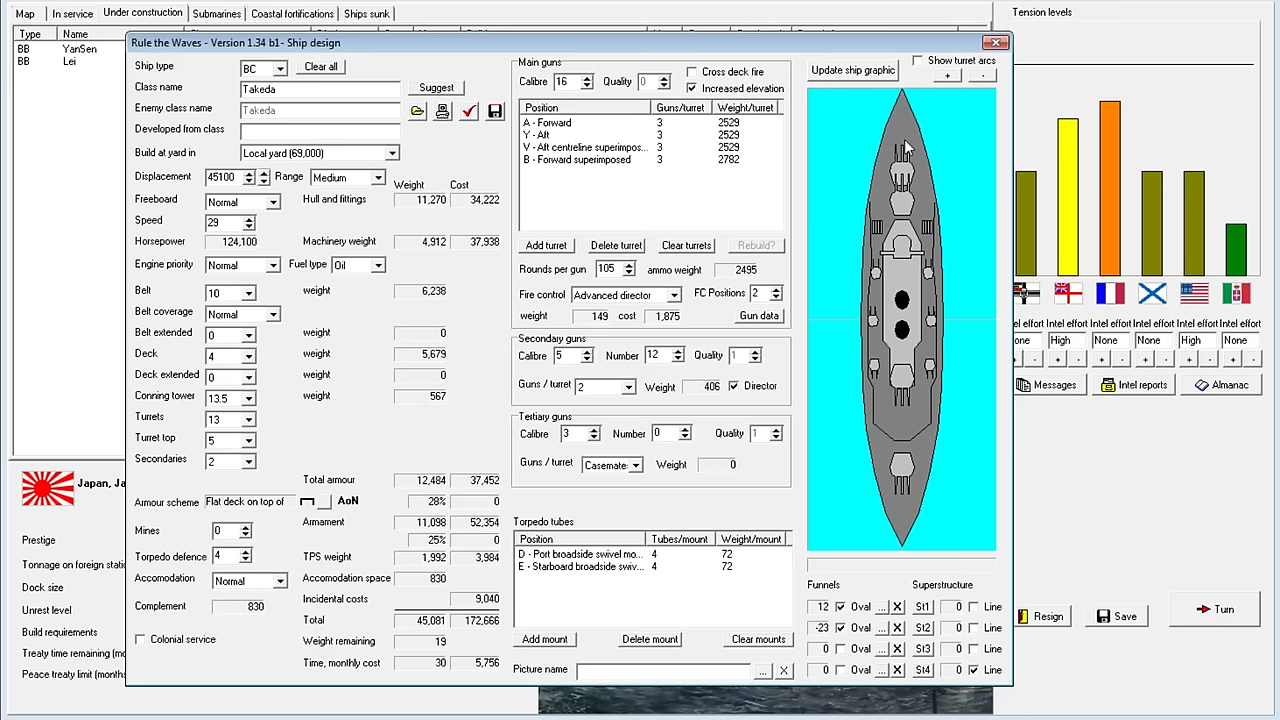 Map In service Under construction Submarines Coastal fortifications Ships sunk
Tension levels
Type Name
BB YanSen
BB Lei
Rule the Waves - Version 1.34 b1- Ship design
Ship type BC Clear all
Class name Takeda Suggest
Enemy class name Takeda
Developed from class
Build at yard in Local yard (69,000)
Displacement 45100 Range Medium
Weight Cost
Freeboard Normal Hull and fittings 11,270 34,222
Speed 29
Horsepower 124,100 Machinery weight 4,912 37,938
Engine priority Normal Fuel type Oil
Belt 10 weight 6,238
Belt coverage Normal
Belt extended 0 weight 0
Deck 4 weight 5,679
Deck extended 0 weight 0
Conning tower 13.5 weight 567
Turrets 13
Turret top 5
Secondaries 2
Total armour 12,484 37,452
Armour scheme Flat deck on top of AoN 28% 0
Mines 0 Armament 11,098 52,354
25% 0
Torpedo defence 4 TPS weight 1,992 3,984
Accomodation Normal Accomodation space 830
Complement 830 Incidental costs 9,040
Total 45,081 172,666
Colonial service Weight remaining 19
Time, monthly cost 30 5,756
Main guns
Calibre 16 Quality 0 Cross deck fire
Increased elevation
Position Guns/turret Weight/turret
A - Forward 3 2529
Y - Aft 3 2529
V - Aft centreline superimpos... 3 2529
B - Forward superimposed 3 2782
Add turret Delete turret Clear turrets Rebuild?
Rounds per gun 105 ammo weight 2495
Fire control Advanced director FC Positions 2
weight 149 cost 1,875 Gun data
Secondary guns
Calibre 5 Number 12 Quality 1
Guns / turret 2 Weight 406 Director
Tertiary guns
Calibre 3 Number 0 Quality 1
Guns / turret Casemate: Weight 0
Torpedo tubes
Position Tubes/mount Weight/mount
D - Port broadside swivel mo... 4 72
E - Starboard broadside swiv... 4 72
Add mount Delete mount Clear mounts
Picture name ... X
Update ship graphic Show turret arcs
+ -
Funnels Superstructure
12 Oval ... X St1 0 Line
-23 Oval ... X St2 0 Line
0 Oval ... X St3 0 Line
0 Oval ... X St4 0 Line
Intel effort Intel effort Intel effort Intel effort Intel effort
High None None High None
Messages Intel reports Almanac
Resign Save Turn
Japan, Ja
Prestige
Tonnage on foreign stati
Dock size
Unrest level
Build requirements
Treaty time remaining (mo
Peace treaty limit (months